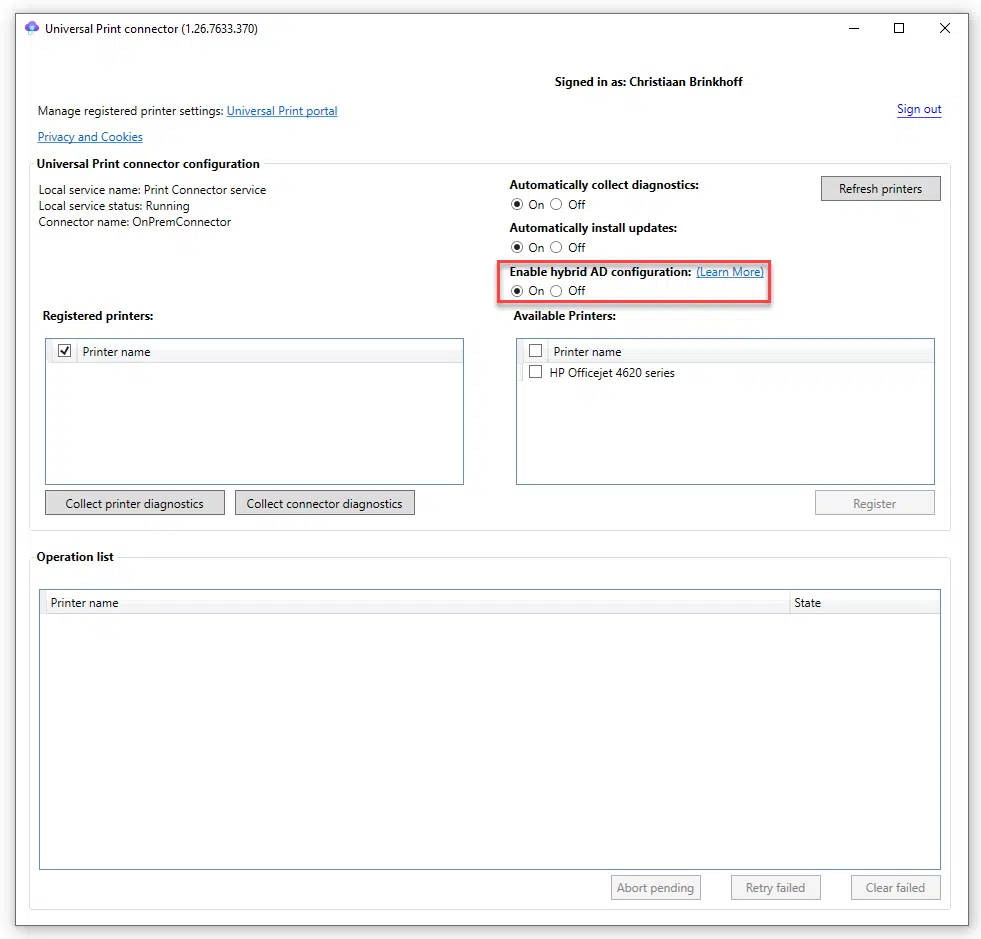 Universal Print connector (1.26.7633.370)
Signed in as: Christiaan Brinkhoff
Manage registered printer settings: Universal Print portal
Sign out
Privacy and Cookies
Universal Print connector configuration
Local service name: Print Connector service
Local service status: Running
Connector name: OnPremConnector
Automatically collect diagnostics:
On Off
Refresh printers
Automatically install updates:
On Off
Enable hybrid AD configuration: (Learn More)
On Off
Registered printers:
Printer name
Available Printers:
Printer name
HP Officejet 4620 series
Collect printer diagnostics
Collect connector diagnostics
Register
Operation list
Printer name State
Abort pending
Retry failed
Clear failed